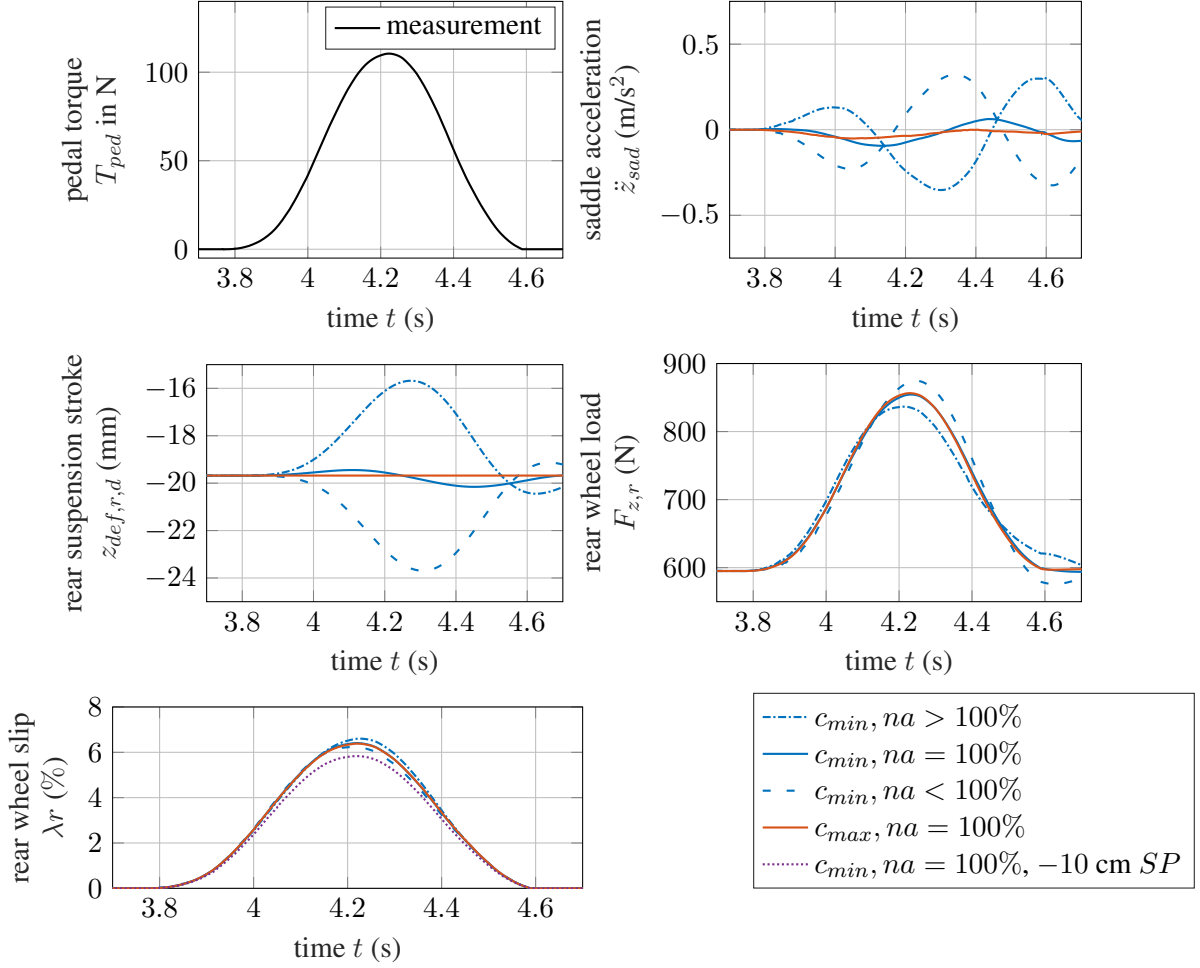 measurement
100
50
0
3.8 4 4.2 4.4 4.6
time t (s)
pedal torque
T_ped in N
0.5
0
−0.5
3.8 4 4.2 4.4 4.6
time t (s)
saddle acceleration
z̈_sad (m/s²)
−16
−18
−20
−22
−24
3.8 4 4.2 4.4 4.6
time t (s)
rear suspension stroke
z_def,r,d (mm)
900
800
700
600
3.8 4 4.2 4.4 4.6
time t (s)
rear wheel load
F_z,r (N)
8
6
4
2
0
3.8 4 4.2 4.4 4.6
time t (s)
rear wheel slip
λr (%)
c_min, na > 100%
c_min, na = 100%
c_min, na < 100%
c_max, na = 100%
c_min, na = 100%, −10 cm SP